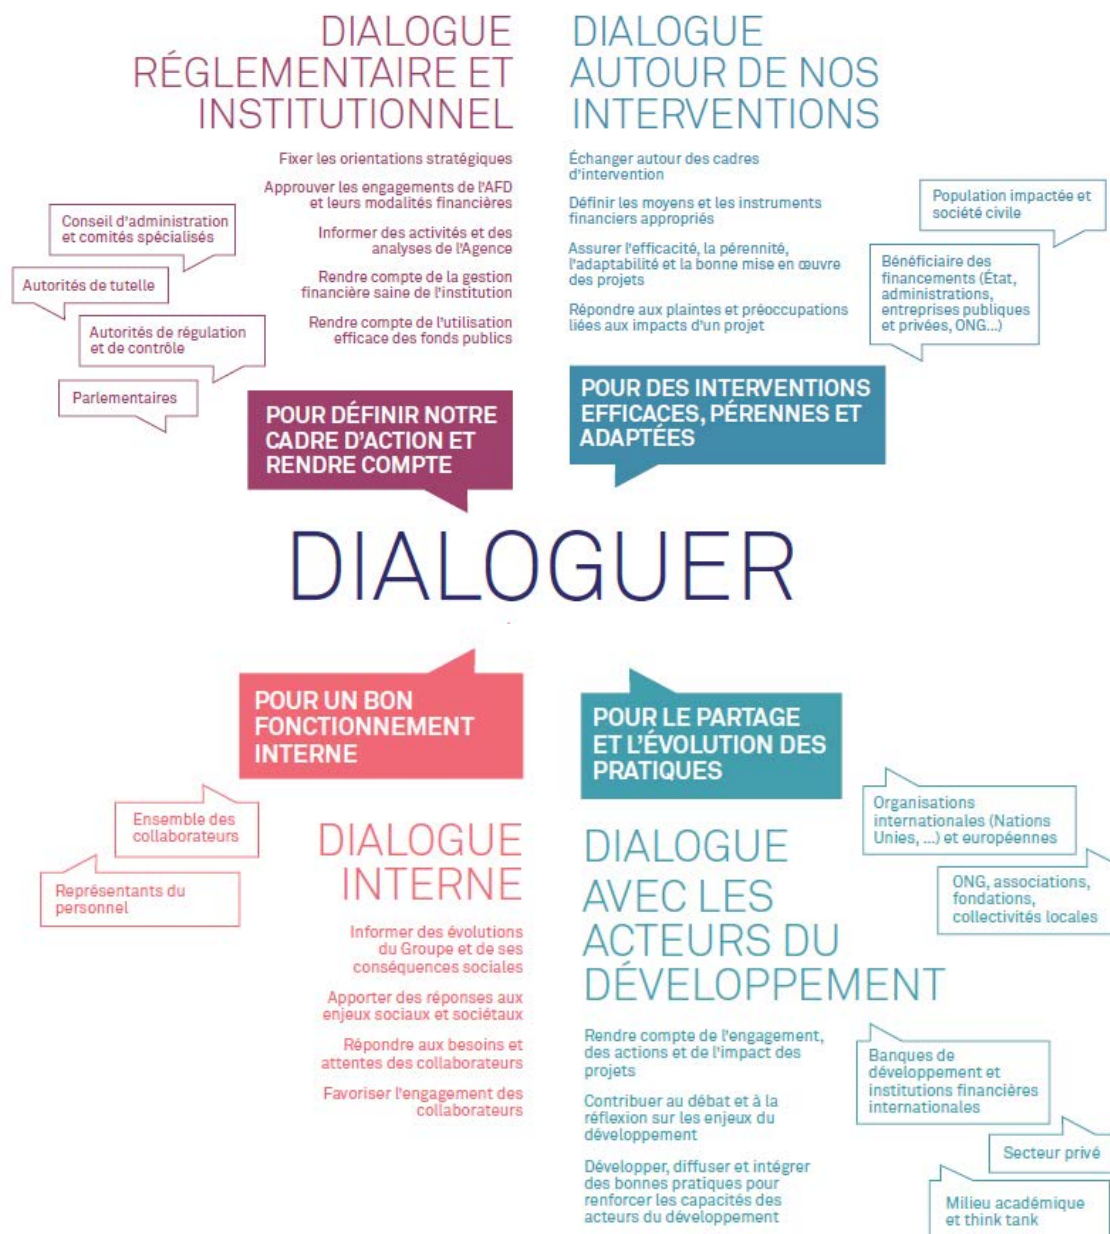 DIALOGUE
RÉGLEMENTAIRE ET
INSTITUTIONNEL
Fixer les orientations stratégiques
Approuver les engagements de l'AFD
et leurs modalités financières
Informer des activités et des
analyses de l'Agence
Rendre compte de la gestion
financière saine de l'institution
Rendre compte de l'utilisation
efficace des fonds publics
Conseil d'administration
et comités spécialisés
Autorités de tutelle
Autorités de régulation
et de contrôle
Parlementaires
POUR DÉFINIR NOTRE
CADRE D'ACTION ET
RENDRE COMPTE
DIALOGUE
AUTOUR DE NOS
INTERVENTIONS
Échanger autour des cadres
d'intervention
Définir les moyens et les instruments
financiers appropriés
Assurer l'efficacité, la pérennité,
l'adaptabilité et la bonne mise en œuvre
des projets
Répondre aux plaintes et préoccupations
liées aux impacts d'un projet
Population impactée et
société civile
Bénéficiaire des
financements (État,
administrations,
entreprises publiques
et privées, ONG...)
POUR DES INTERVENTIONS
EFFICACES, PÉRENNES ET
ADAPTÉES
DIALOGUER
POUR UN BON
FONCTIONNEMENT
INTERNE
Ensemble des
collaborateurs
Représentants du
personnel
DIALOGUE
INTERNE
Informer des évolutions
du Groupe et de ses
conséquences sociales
Apporter des réponses aux
enjeux sociaux et sociétaux
Répondre aux besoins et
attentes des collaborateurs
Favoriser l'engagement des
collaborateurs
POUR LE PARTAGE
ET L'ÉVOLUTION DES
PRATIQUES
DIALOGUE
AVEC LES
ACTEURS DU
DÉVELOPPEMENT
Rendre compte de l'engagement,
des actions et de l'impact des
projets
Contribuer au débat et à la
réflexion sur les enjeux du
développement
Développer, diffuser et intégrer
des bonnes pratiques pour
renforcer les capacités des
acteurs du développement
Organisations
internationales (Nations
Unies, ...) et européennes
ONG, associations,
fondations,
collectivités locales
Banques de
développement et
institutions financières
internationales
Secteur privé
Milieu académique
et think tank